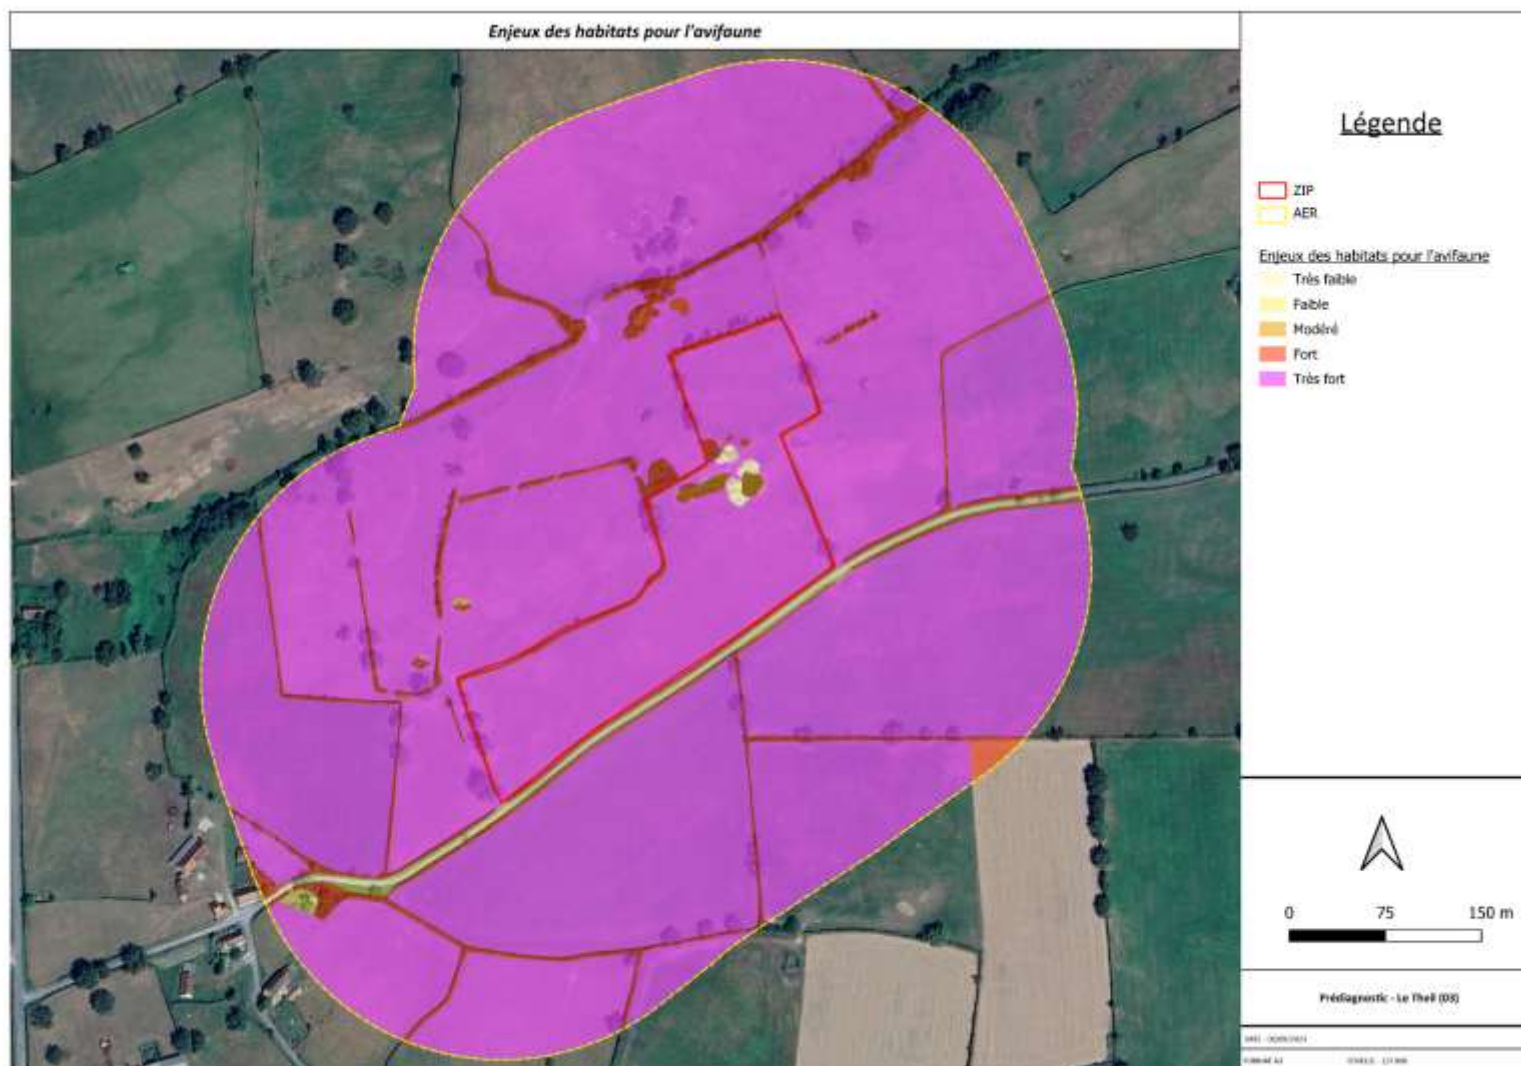 Enjeux des habitats pour l'avifaune
Légende
ZIP
AER
Enjeux des habitats pour l'avifaune
Très faible
Faible
Modéré
Fort
Très fort
0 75 150 m
Prédiagnostic - Le Theil (03)